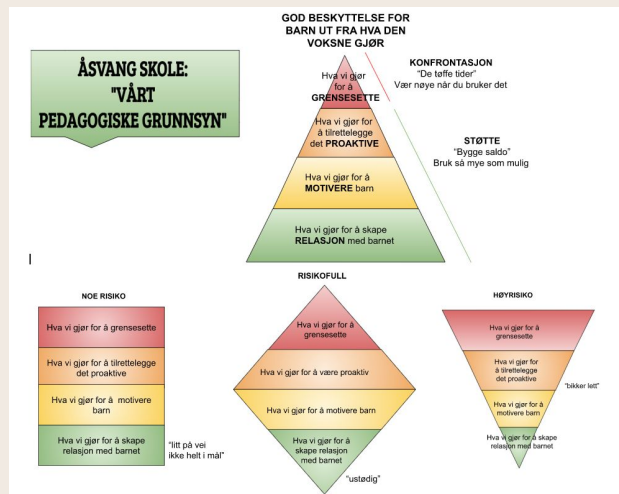 ÅSVANG SKOLE:
"VÅRT
PEDAGOGISKE GRUNNSYN"
GOD BESKYTTELSE FOR
BARN UT FRA HVA DEN
VOKSNE GJØR
Hva vi gjør
for å
GRENSESETTE
Hva vi gjør for
å tilrettelegge
det PROAKTIVE
Hva vi gjør for å
MOTIVERE barn
Hva vi gjør for å skape
RELASJON med barnet
KONFRONTASJON
"De tøffe tider"
Vær nøye når du bruker det
STØTTE
"Bygge saldo"
Bruk så mye som mulig
NOE RISIKO
Hva vi gjør for å grensesette
Hva vi gjør for å tilrettelegge
det proaktive
Hva vi gjør for å motivere
barn
Hva vi gjør for å skape
relasjon med barnet
"litt på vei
ikke helt i mål"
RISIKOFULL
Hva vi gjør for å
grensesette
Hva vi gjør for å være proaktiv
Hva vi gjør for å motivere barn
Hva vi gjør for å
skape relasjon
med barnet
"ustødig"
HØYRISIKO
Hva vi gjør for å
grensesette
Hva vi gjør for
å tilrettelegge
det proaktive
Hva vi gjør for å
motivere barn
Hva vi gjør for å skape
relasjon med barnet
"bikker lett"